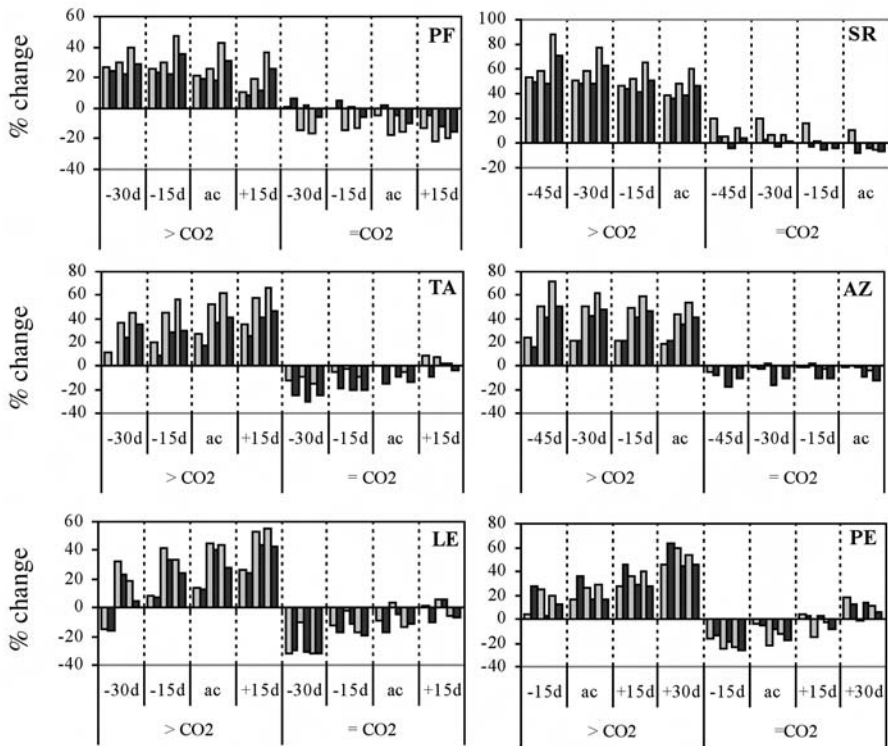 60 PF
40
20
0
-20
-40
% change
-30d -15d ac +15d -30d -15d ac +15d
> CO2 =CO2
100 SR
80
60
40
20
0
-20
-45d -30d -15d ac -45d -30d -15d ac
> CO2 =CO2
80 TA
60
40
20
0
-20
-40
% change
-30d -15d ac +15d -30d -15d ac +15d
> CO2 = CO2
80 AZ
60
40
20
0
-20
-40
-45d -30d -15d ac -45d -30d -15d ac
> CO2 = CO2
60 LE
40
20
0
-20
-40
% change
-30d -15d ac +15d -30d -15d ac +15d
> CO2 = CO2
80 PE
60
40
20
0
-20
-40
-15d ac +15d +30d -15d ac +15d +30d
> CO2 =CO2